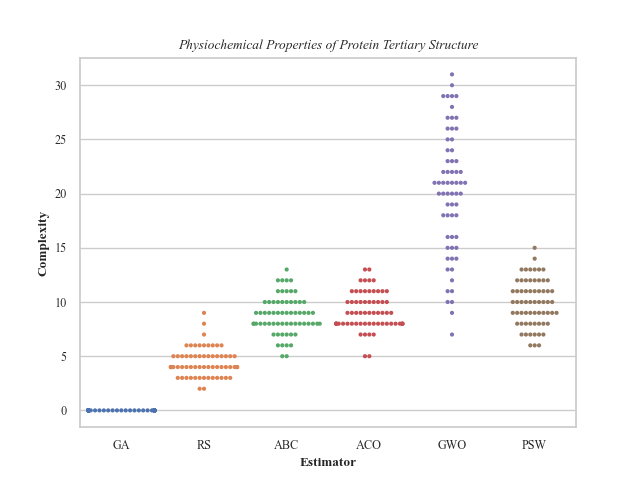 Physiochemical Properties of Protein Tertiary Structure
30
25
20
15
10
5
0
Complexity
GA RS ABC ACO GWO PSW
Estimator